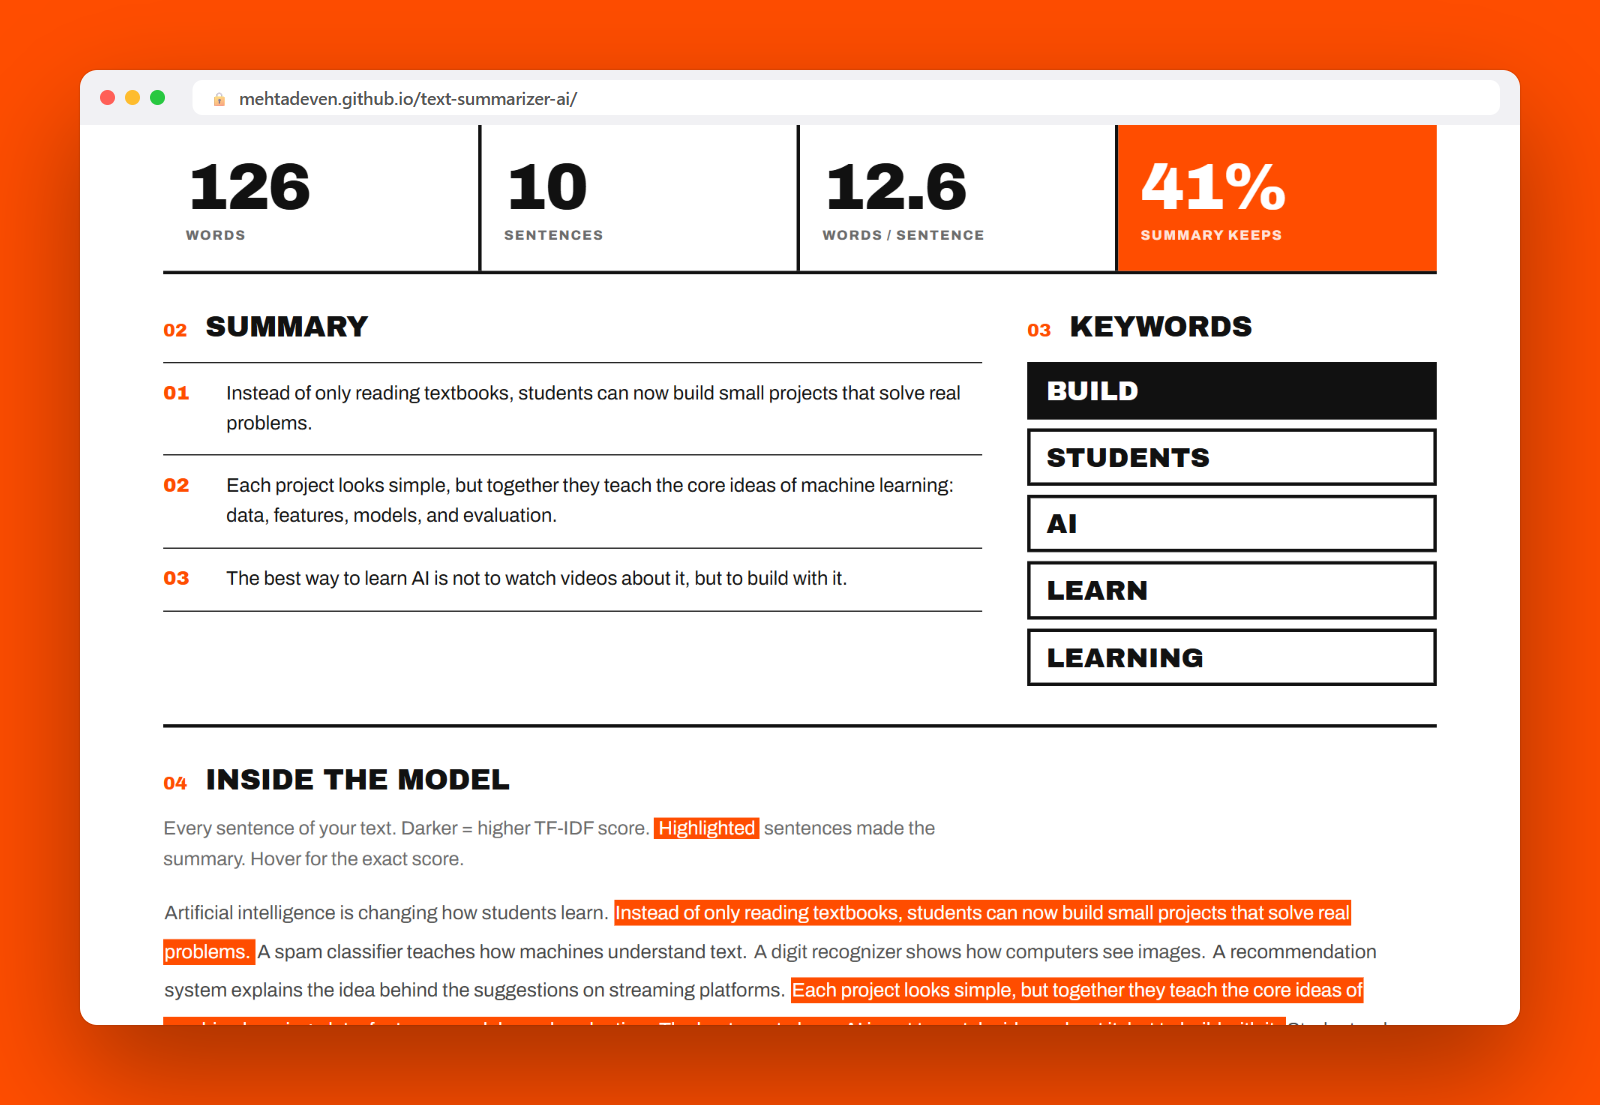 mehtadeven.github.io/text-summarizer-ai/
126
WORDS
10
SENTENCES
12.6
WORDS / SENTENCE
41%
SUMMARY KEEPS
02 SUMMARY
01 Instead of only reading textbooks, students can now build small projects that solve real
problems.
02 Each project looks simple, but together they teach the core ideas of machine learning:
data, features, models, and evaluation.
03 The best way to learn AI is not to watch videos about it, but to build with it.
03 KEYWORDS
BUILD
STUDENTS
AI
LEARN
LEARNING
04 INSIDE THE MODEL
Every sentence of your text. Darker = higher TF-IDF score. Highlighted sentences made the
summary. Hover for the exact score.
Artificial intelligence is changing how students learn. Instead of only reading textbooks, students can now build small projects that solve real
problems. A spam classifier teaches how machines understand text. A digit recognizer shows how computers see images. A recommendation
system explains the idea behind the suggestions on streaming platforms. Each project looks simple, but together they teach the core ideas of